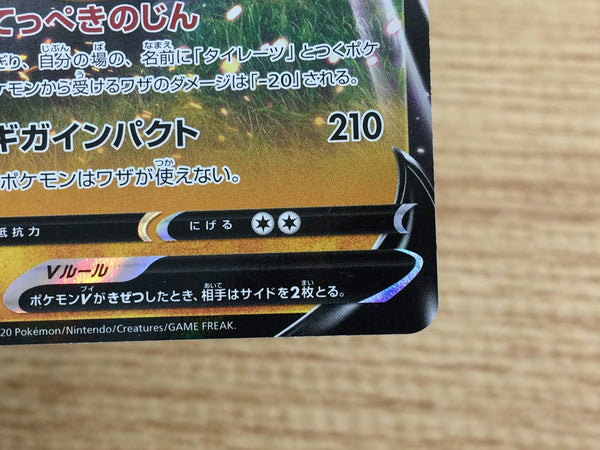 てっぺきのじん
ぎり、自分の場の、名前に「タイレーツ」とつくポケ
モンから受けるワザのダメージは「-20」される。
ギガインパクト 210
ポケモンはワザが使えない。
抵抗力 にげる
Vルール
ポケモンVがきぜつしたとき、相手はサイドを2枚とる。
20 Pokémon/Nintendo/Creatures/GAME FREAK.